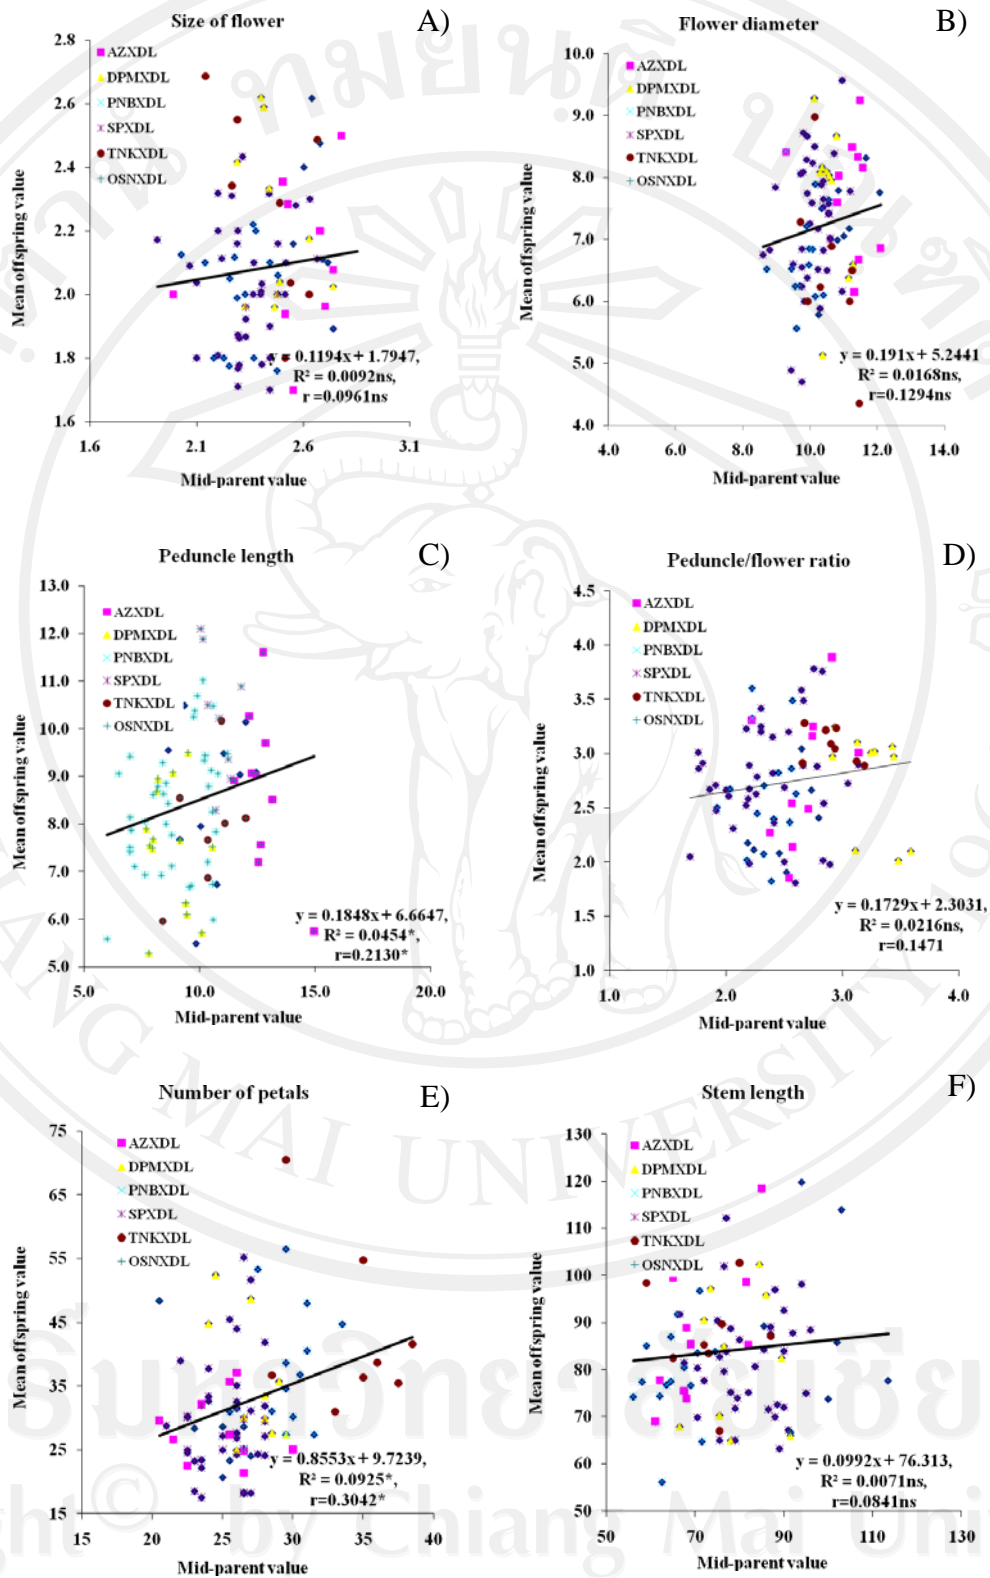 Size of flower
A)
2.8
2.6
2.4
2.2
2.0
1.8
1.6
1.6 2.1 2.6 3.1
Mean offspring value
Mid-parent value
AZXDL
DPMXDL
PNBXDL
SPXDL
TNKXDL
OSNXDL
y = 0.1194x + 1.7947,
R² = 0.0092ns,
r =0.0961ns
Flower diameter
B)
10.0
9.0
8.0
7.0
6.0
5.0
4.0
8.0 10.0 12.0 14.0
Mean offspring value
Mid-parent value
AZXDL
DPMXDL
PNBXDL
SPXDL
TNKXDL
OSNXDL
y = 0.191x + 5.2441
R² = 0.0168ns,
r=0.1294ns
Peduncle length
C)
13.0
12.0
11.0
10.0
9.0
8.0
7.0
6.0
5.0
5.0 10.0 15.0 20.0
Mean offspring value
Mid-parent value
AZXDL
DPMXDL
PNBXDL
SPXDL
TNKXDL
OSNXDL
y = 0.1848x + 6.6647,
R² = 0.0454*,
r=0.2130*
Peduncle/flower ratio
D)
4.5
4.0
3.5
3.0
2.5
2.0
1.5
1.0
1.0 2.0 3.0 4.0
Mean offspring value
Mid-parent value
AZXDL
DPMXDL
PNBXDL
SPXDL
TNKXDL
OSNXDL
y = 0.1729x + 2.3031,
R² = 0.0216ns,
r=0.1471
Number of petals
E)
75
65
55
45
35
25
15
15 20 25 30 35 40
Mean offspring value
Mid-parent value
AZXDL
DPMXDL
PNBXDL
SPXDL
TNKXDL
OSNXDL
y = 0.8553x + 9.7239,
R² = 0.0925*,
r=0.3042*
Stem length
F)
130
120
110
100
90
80
70
60
50
50 70 90 110 130
Mean offspring value
Mid-parent value
AZXDL
DPMXDL
PNBXDL
SPXDL
TNKXDL
OSNXDL
y = 0.0992x + 76.313,
R² = 0.0071ns,
r=0.0841ns
ANG MAI UNIVERSITY
by Chiang Mai Uni